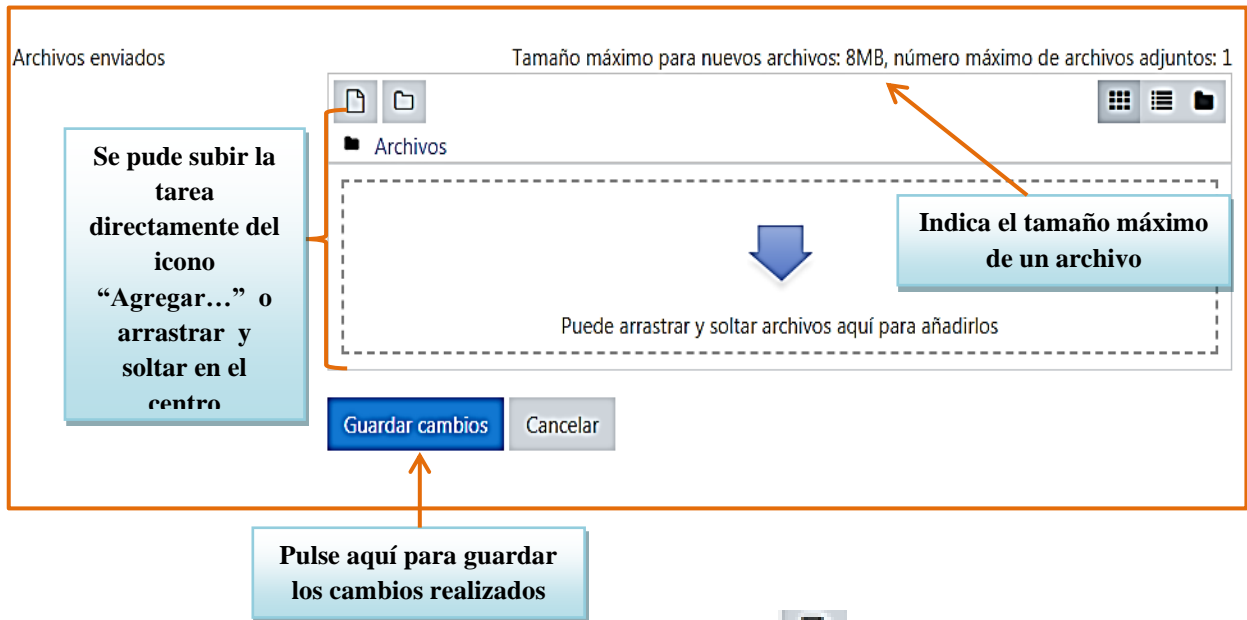 Archivos enviados
Tamaño máximo para nuevos archivos: 8MB, número máximo de archivos adjuntos: 1
Archivos
Se pude subir la
tarea
directamente del
icono
“Agregar…” o
arrastrar y
soltar en el
centro
Indica el tamaño máximo
de un archivo
Puede arrastrar y soltar archivos aquí para añadirlos
Guardar cambios
Cancelar
Pulse aquí para guardar
los cambios realizados